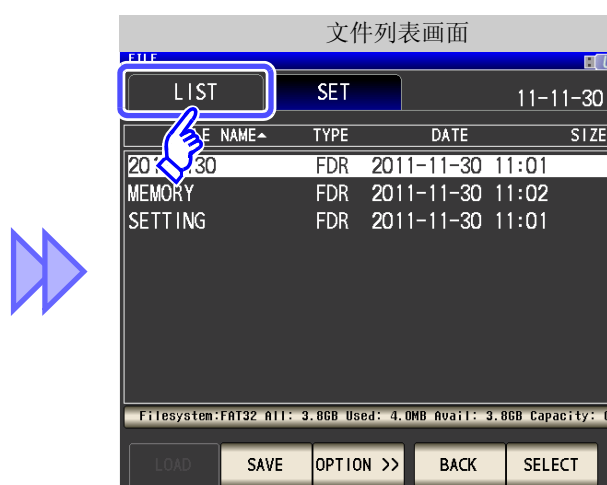 文件列表画面
FILE
LIST SET 11-11-30
NAME▲ TYPE DATE SIZE
FDR 2011-11-30 11:01
MEMORY FDR 2011-11-30 11:02
SETTING FDR 2011-11-30 11:01
Filesystem:FAT32 All: 3.8GB Used: 4.0MB Avail: 3.8GB Capacity:
LOAD SAVE OPTION >> BACK SELECT